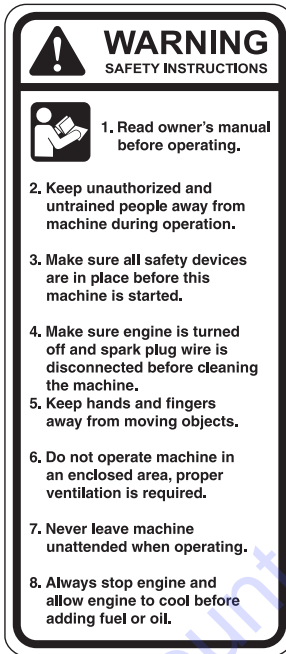 WARNING
SAFETY INSTRUCTIONS
1. Read owner's manual
before operating.
2. Keep unauthorized and
untrained people away from
machine during operation.
3. Make sure all safety devices
are in place before this
machine is started.
4. Make sure engine is turned
off and spark plug wire is
disconnected before cleaning
the machine.
5. Keep hands and fingers
away from moving objects.
6. Do not operate machine in
an enclosed area, proper
ventilation is required.
7. Never leave machine
unattended when operating.
8. Always stop engine and
allow engine to cool before
adding fuel or oil.